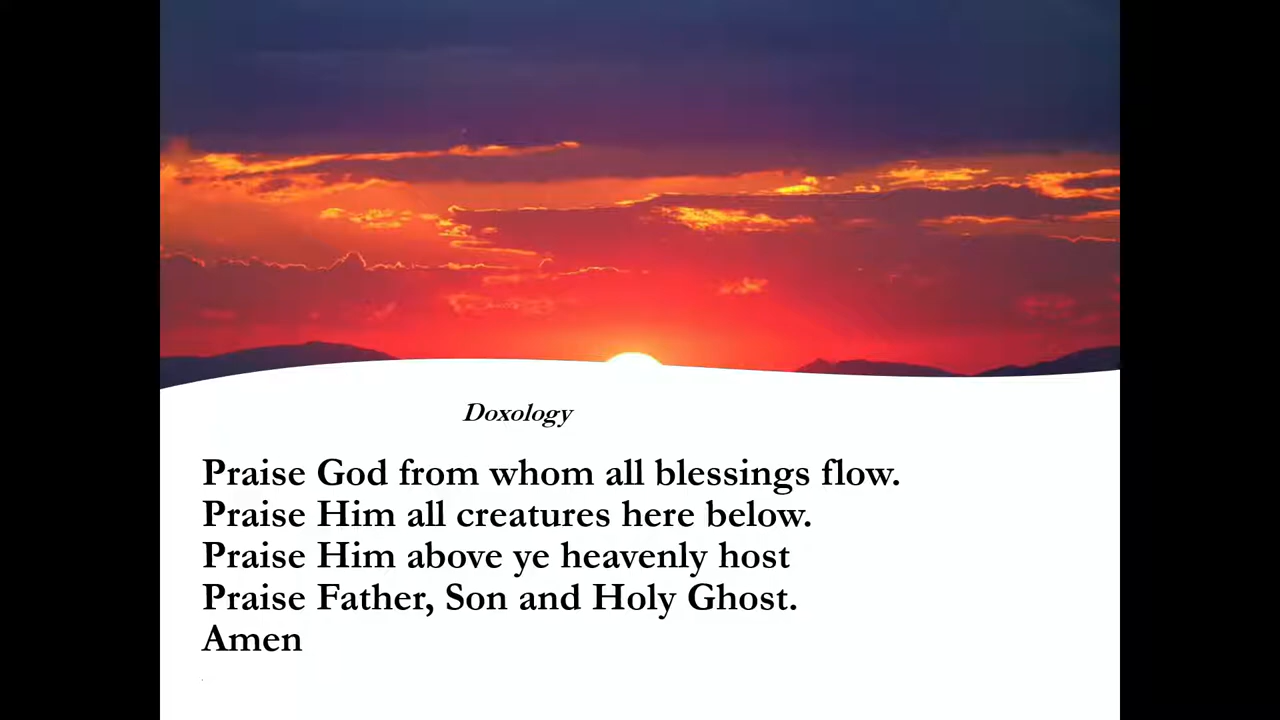 Doxology
Praise God from whom all blessings flow.
Praise Him all creatures here below.
Praise Him above ye heavenly host
Praise Father, Son and Holy Ghost.
Amen
.